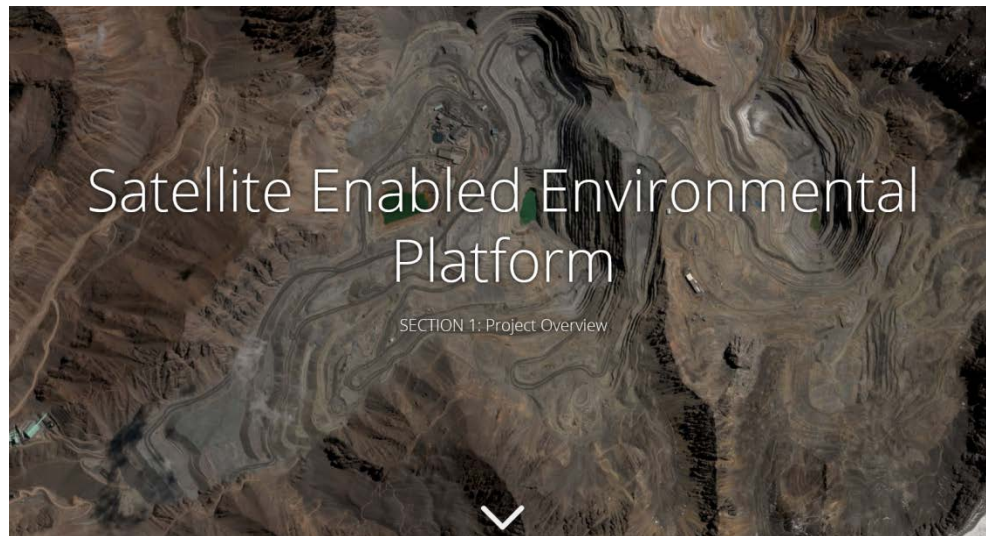 Satellite Enabled Environmental
Platform
SECTION 1: Project Overview